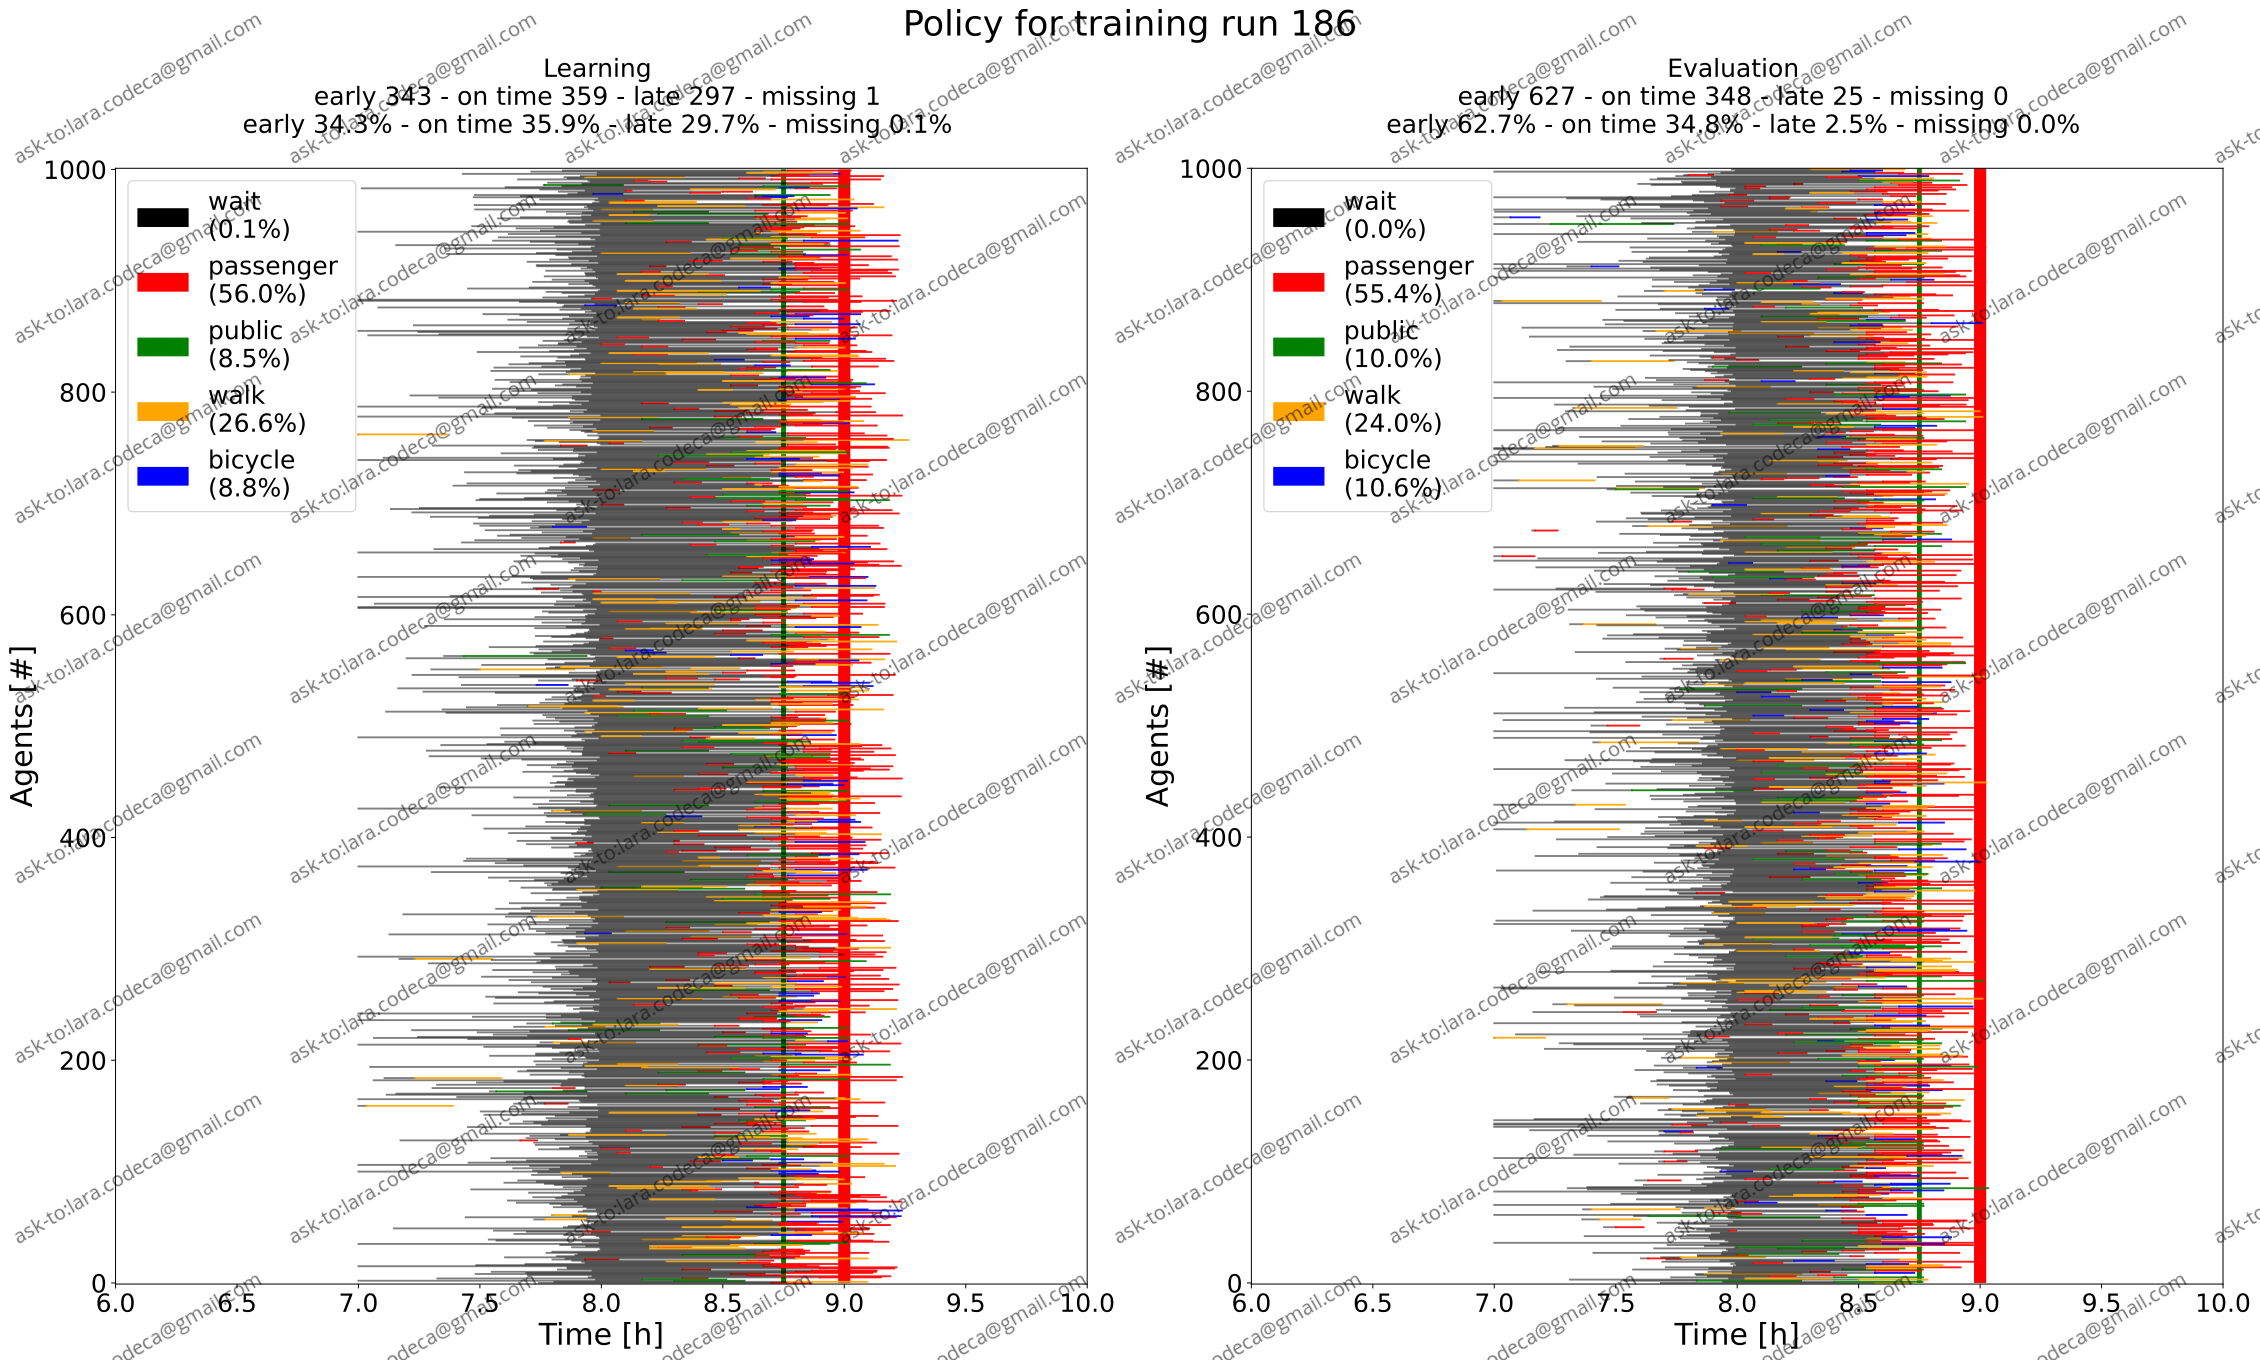 Policy for training run 186
Learning
early 343 - on time 359 - late 297 - missing 1
early 34.3% - on time 35.9% - late 29.7% - missing 0.1%
1000
800
600
400
200
0
Agents [#]
wait
(0.1%)
passenger
(56.0%)
public
(8.5%)
walk
(26.6%)
bicycle
(8.8%)
6.0 6.5 7.0 7.5 8.0 8.5 9.0 9.5 10.0
Time [h]
Evaluation
early 627 - on time 348 - late 25 - missing 0
early 62.7% - on time 34.8% - late 2.5% - missing 0.0%
1000
800
600
400
200
0
Agents [#]
wait
(0.0%)
passenger
(55.4%)
public
(10.0%)
walk
(24.0%)
bicycle
(10.6%)
6.0 6.5 7.0 7.5 8.0 8.5 9.0 9.5 10.0
Time [h]
ask-to:lara.codeca@gmail.com